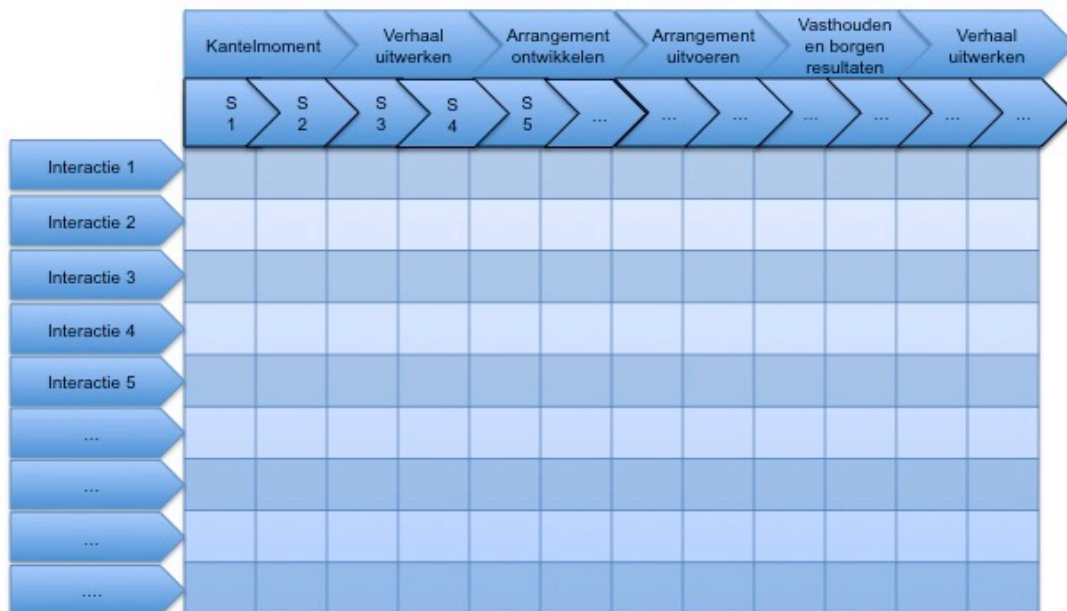 Kantelmoment
Verhaal
uitwerken
Arrangement
ontwikkelen
Arrangement
uitvoeren
Vasthouden
en borgen
resultaten
Verhaal
uitwerken
S
1
S
2
S
3
S
4
S
5
...
...
...
...
...
...
...
Interactie 1
Interactie 2
Interactie 3
Interactie 4
Interactie 5
...
...
...
....